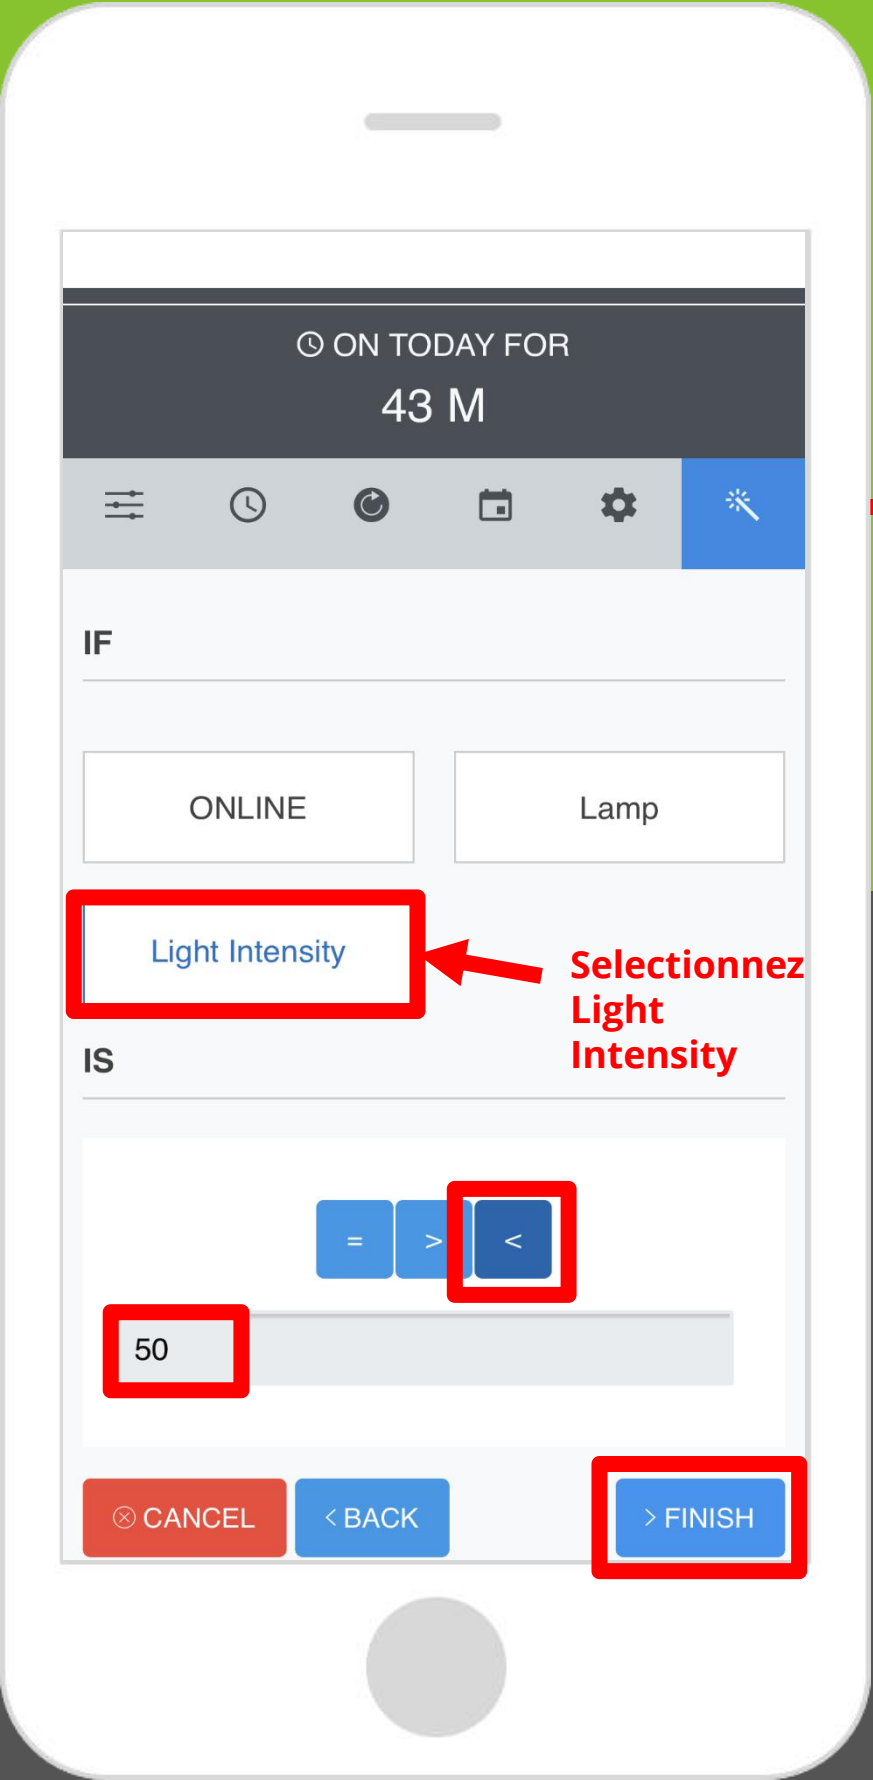 ON TODAY FOR
43 M
IF
ONLINE
Lamp
Light Intensity
Selectionnez
Light
Intensity
IS
=
>
<
50
CANCEL
< BACK
> FINISH